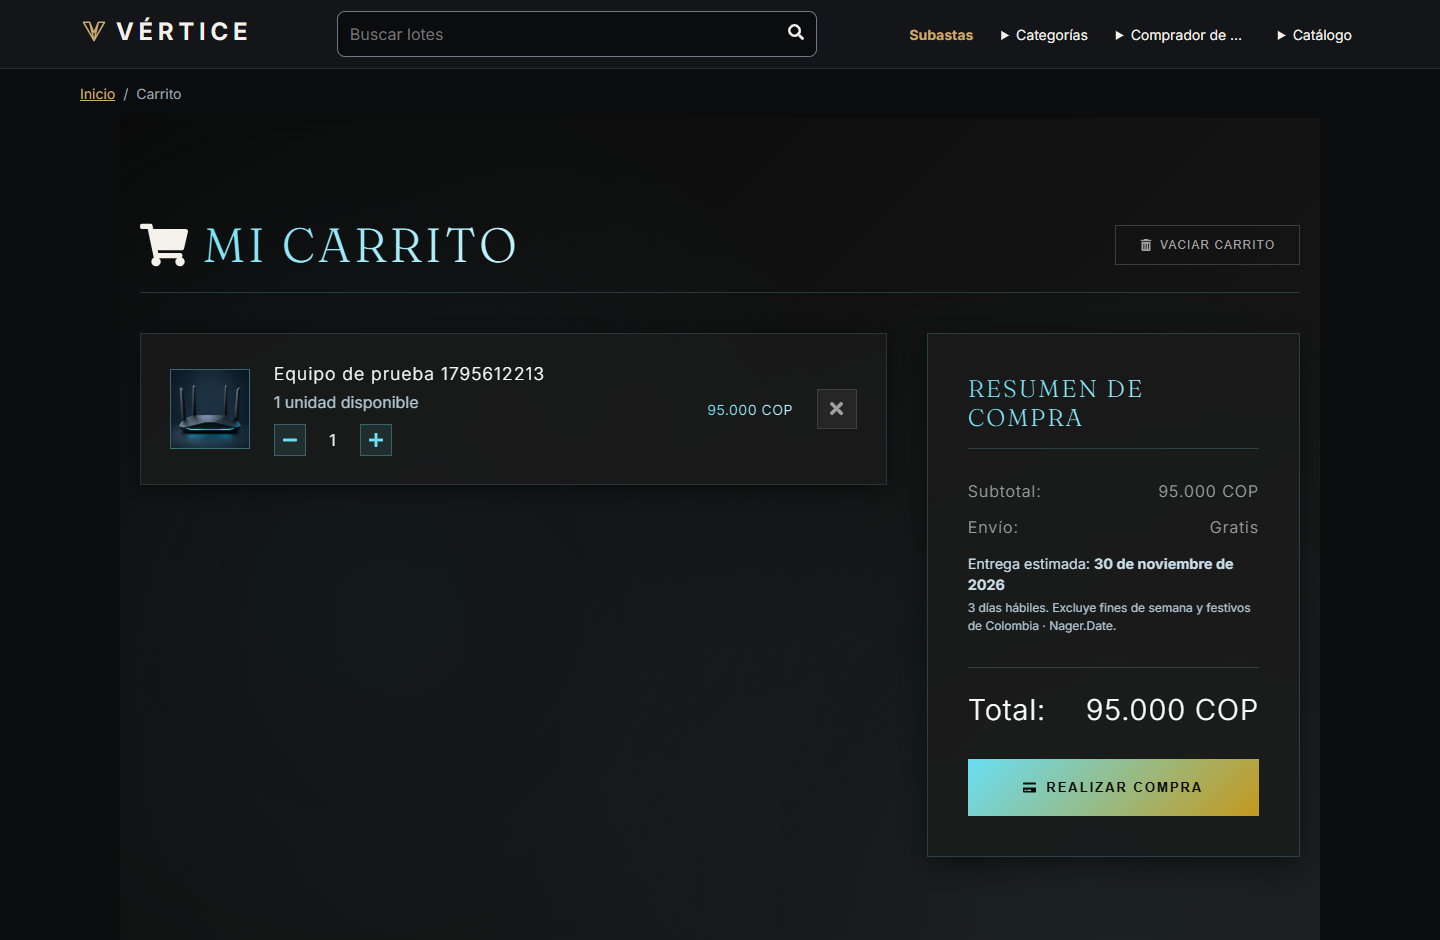 VÉRTICE
Buscar lotes
Subastas
Categorías
Comprador de ...
Catálogo
Inicio / Carrito
MI CARRITO
VACIAR CARRITO
Equipo de prueba 1795612213
1 unidad disponible
1
95.000 COP
RESUMEN DE
COMPRA
Subtotal: 95.000 COP
Envío: Gratis
Entrega estimada: 30 de noviembre de
2026
3 días hábiles. Excluye fines de semana y festivos
de Colombia · Nager.Date.
Total: 95.000 COP
REALIZAR COMPRA